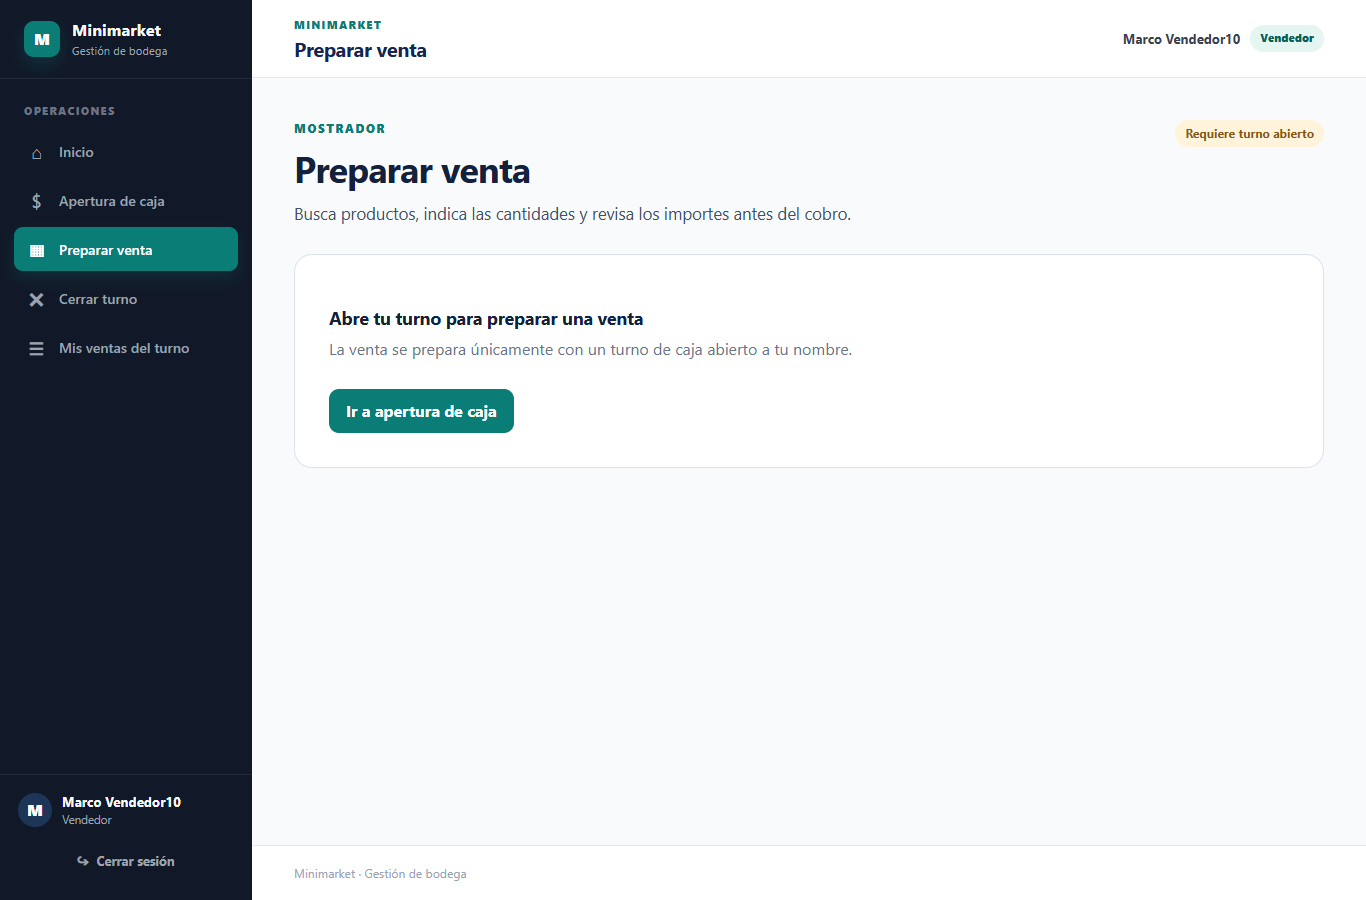 M
Minimarket
Gestión de bodega
OPERACIONES
Inicio
$ Apertura de caja
Preparar venta
Cerrar turno
Mis ventas del turno
M
Marco Vendedor10
Vendedor
Cerrar sesión
MINIMARKET
Preparar venta
Marco Vendedor10
Vendedor
MOSTRADOR
Requiere turno abierto
Preparar venta
Busca productos, indica las cantidades y revisa los importes antes del cobro.
Abre tu turno para preparar una venta
La venta se prepara únicamente con un turno de caja abierto a tu nombre.
Ir a apertura de caja
Minimarket · Gestión de bodega